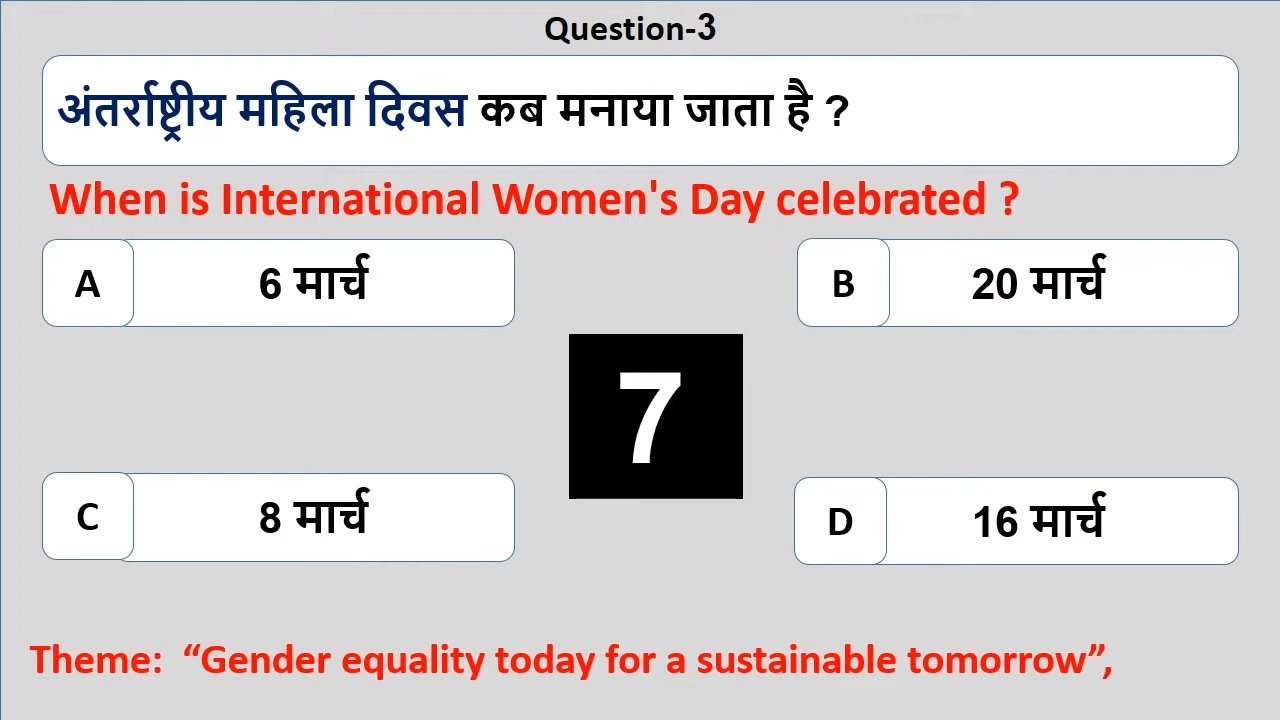 Question-3
अंतर्राष्ट्रीय महिला दिवस कब मनाया जाता है ?
When is International Women's Day celebrated ?
A 6 मार्च
B 20 मार्च
7
C 8 मार्च
D 16 मार्च
Theme: “Gender equality today for a sustainable tomorrow”,